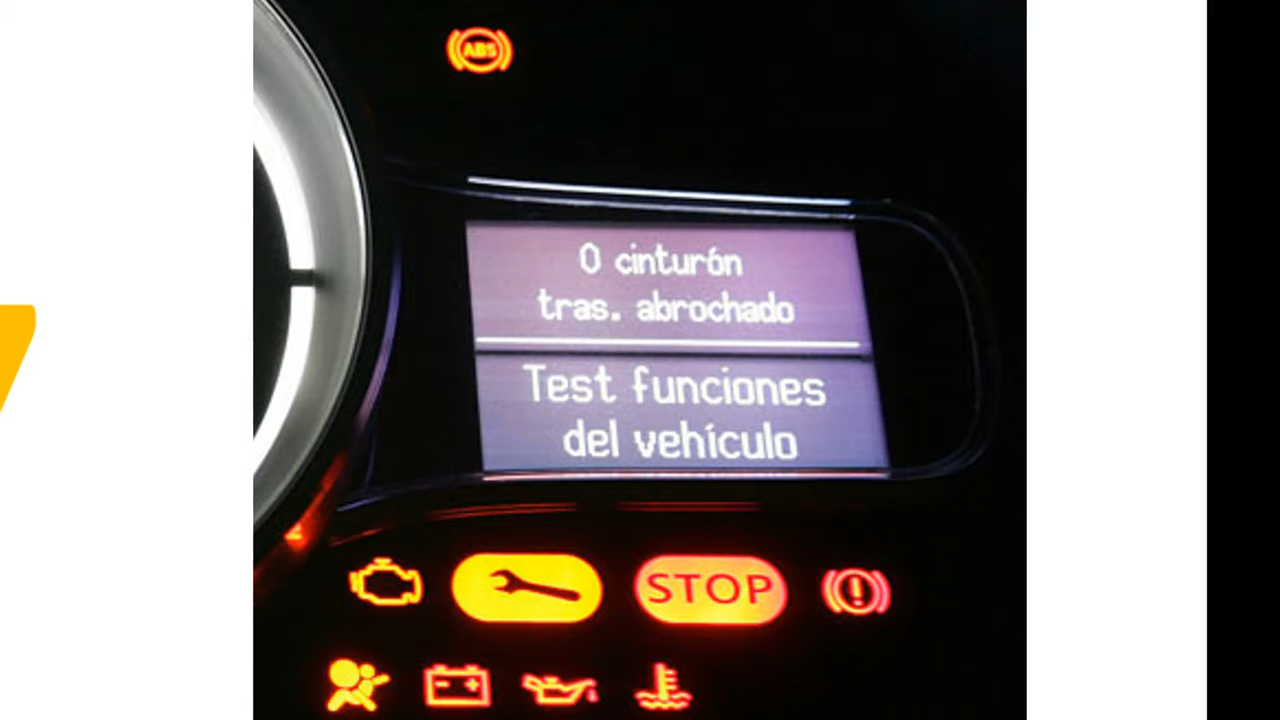 ABS
0 cinturón
tras. abrochado
Test funciones
del vehículo
STOP